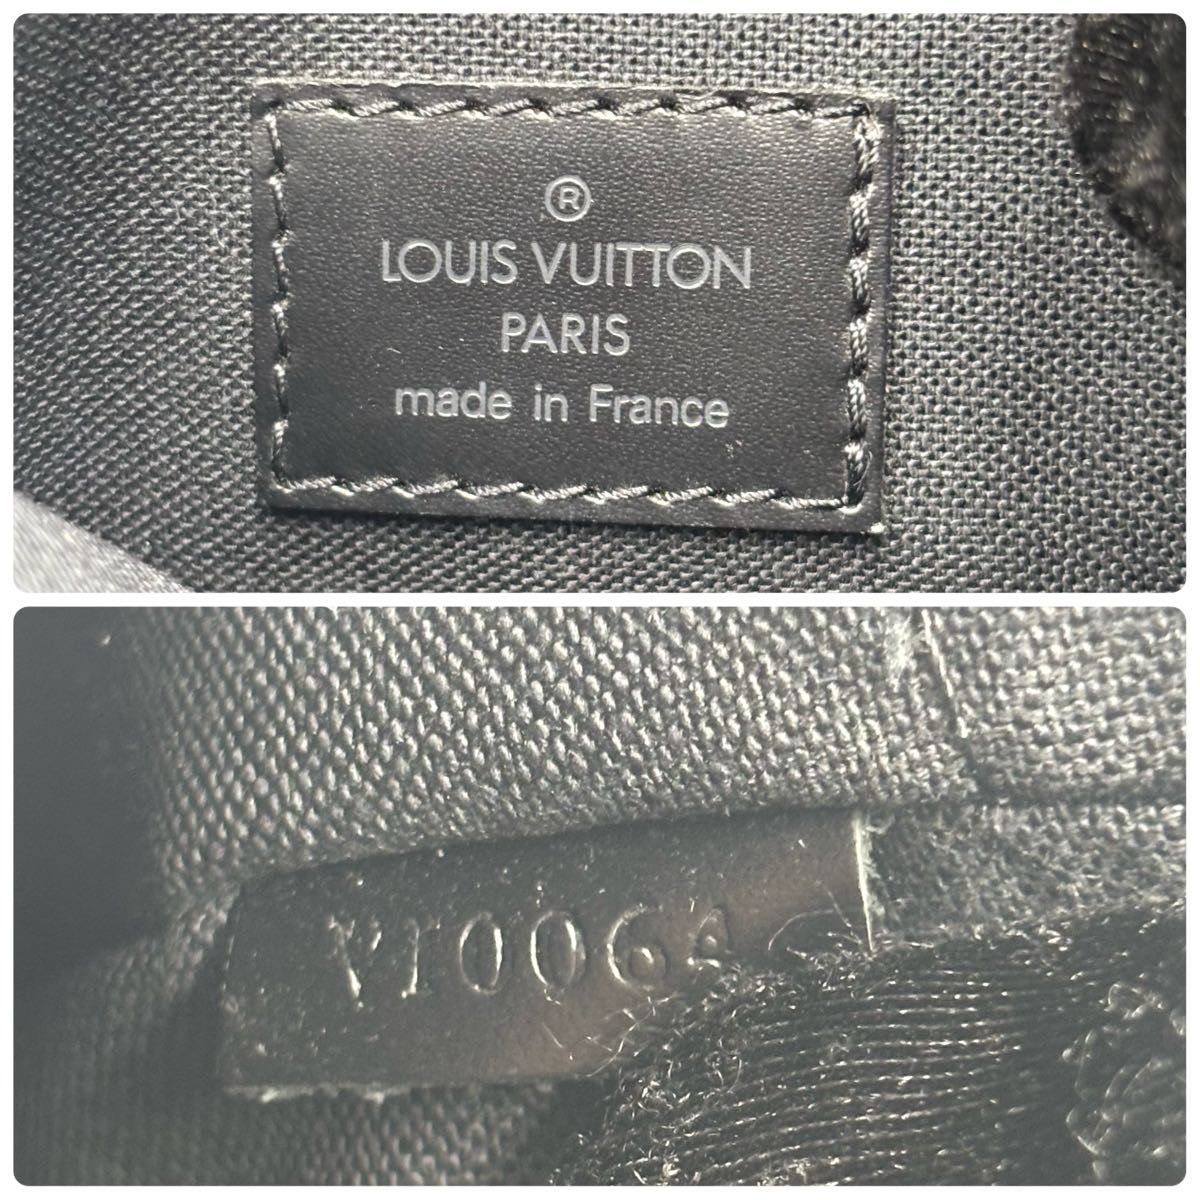 ®
LOUIS VUITTON
PARIS
made in France
VI0064